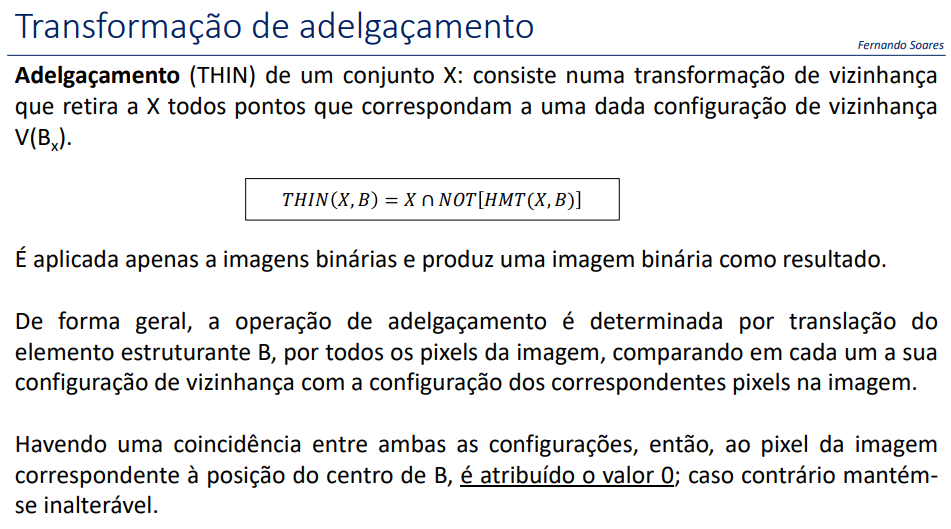 Transformação de adelgaçamento
Fernando Soares
Adelgaçamento (THIN) de um conjunto X: consiste numa transformação de vizinhança
que retira a X todos pontos que correspondam a uma dada configuração de vizinhança
V(Bₓ).
THIN(X, B) = X ∩ NOT[HMT(X, B)]
É aplicada apenas a imagens binárias e produz uma imagem binária como resultado.
De forma geral, a operação de adelgaçamento é determinada por translação do
elemento estruturante B, por todos os pixels da imagem, comparando em cada um a sua
configuração de vizinhança com a configuração dos correspondentes pixels na imagem.
Havendo uma coincidência entre ambas as configurações, então, ao pixel da imagem
correspondente à posição do centro de B, é atribuído o valor 0; caso contrário mantém-
se inalterável.